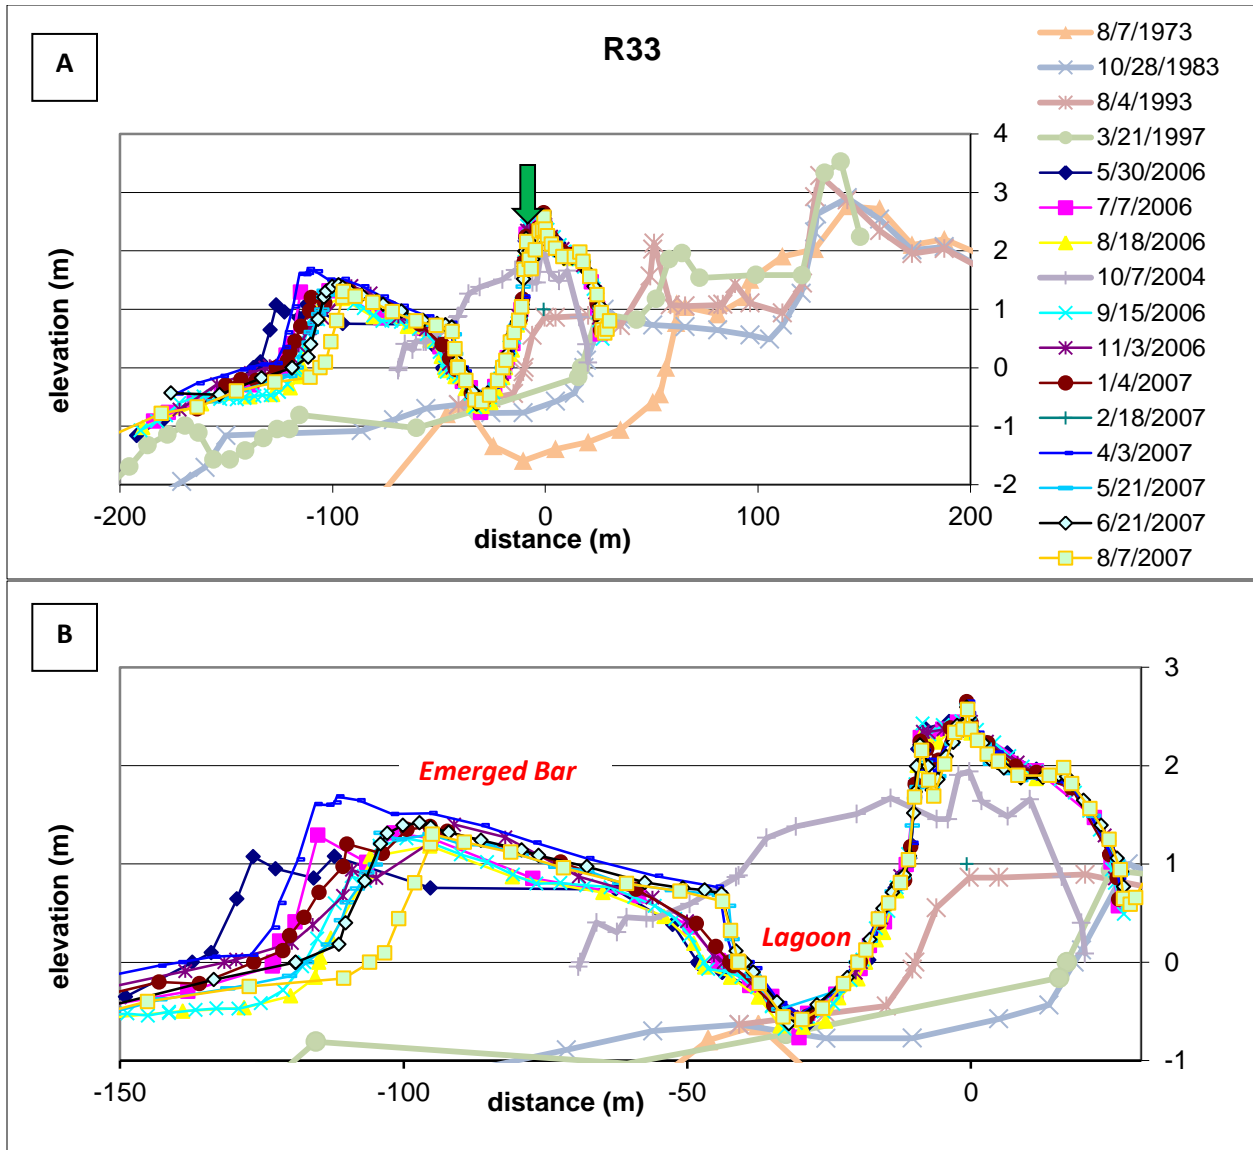 A
R33
8/7/1973
10/28/1983
8/4/1993
3/21/1997
5/30/2006
7/7/2006
8/18/2006
10/7/2004
9/15/2006
11/3/2006
1/4/2007
2/18/2007
4/3/2007
5/21/2007
6/21/2007
8/7/2007
4
3
2
1
0
-1
-2
elevation (m)
-200 -100 0 100 200
distance (m)
B
3
2
1
0
-1
Emerged Bar
Lagoon
elevation (m)
-150 -100 -50 0
distance (m)